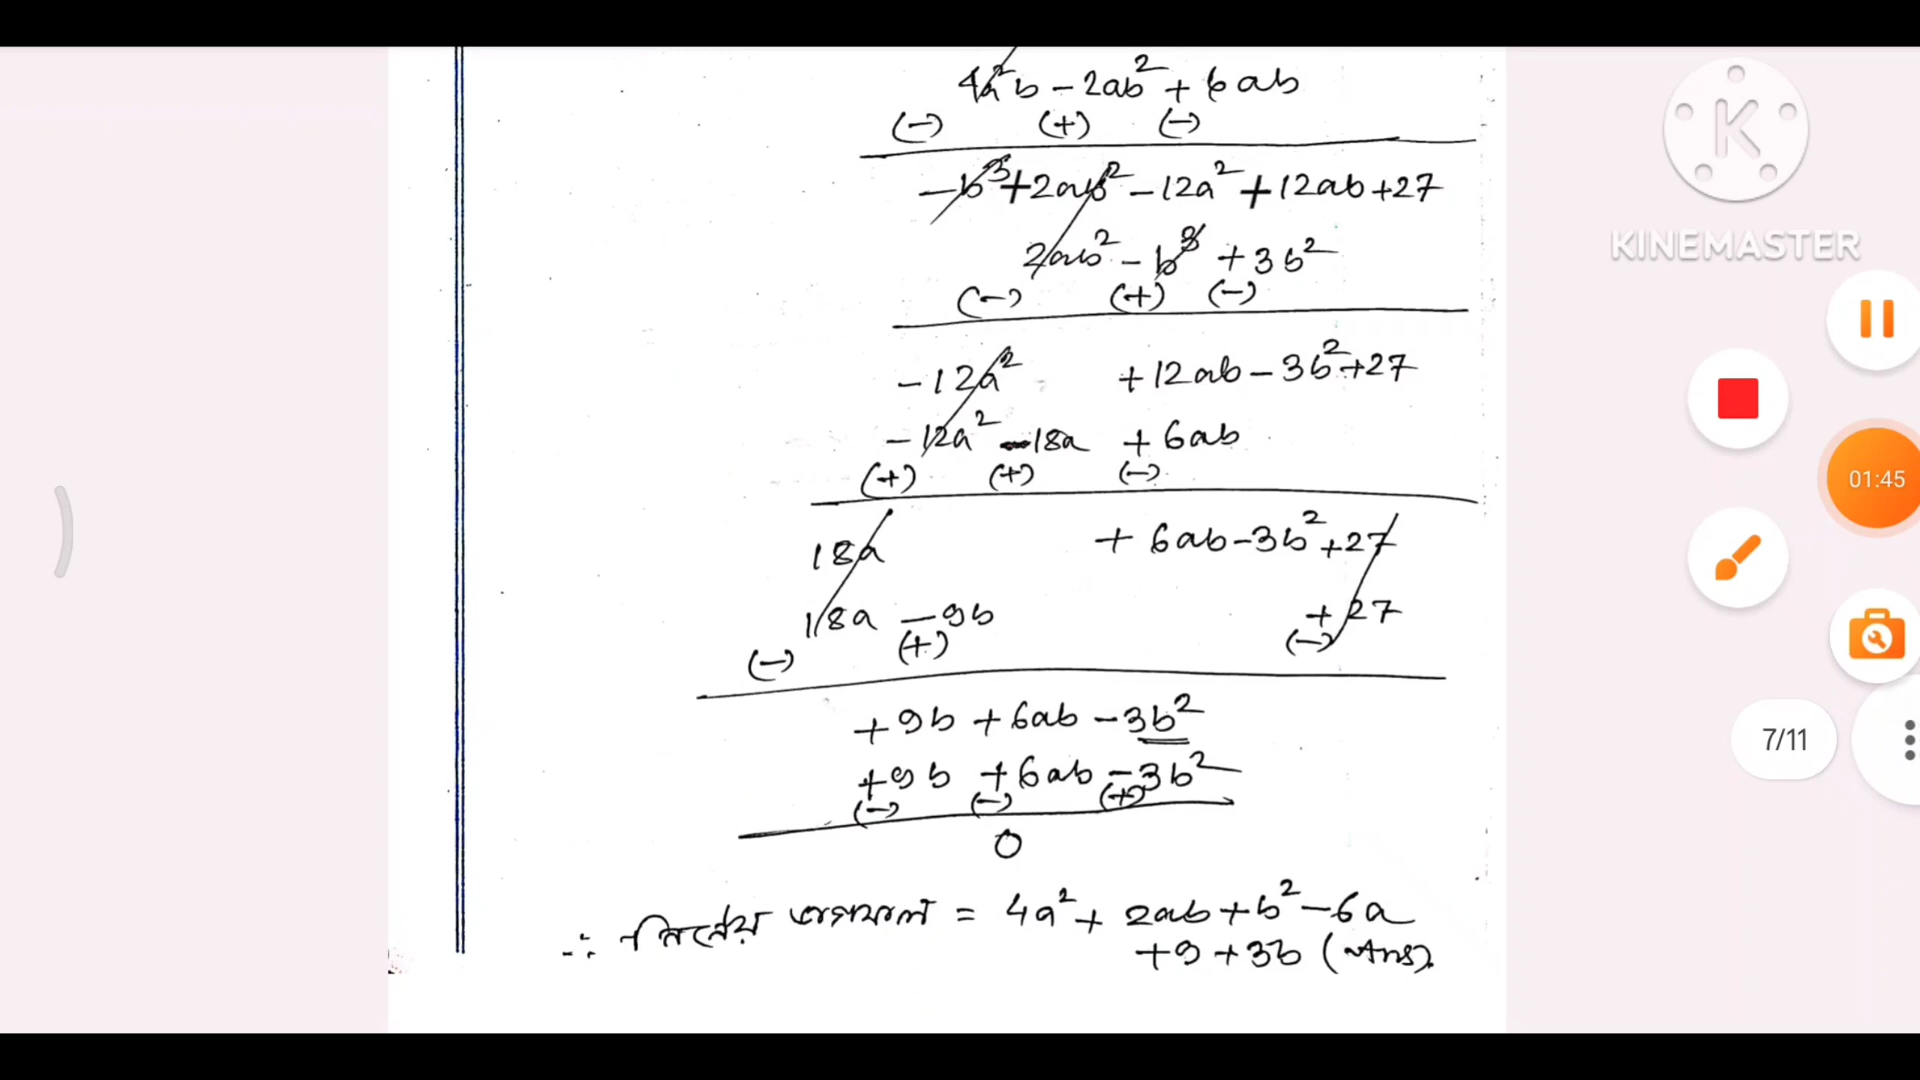 4a²b - 2ab² + 6ab
(-) (+) (-)
-b³ + 2ab² - 12a² + 12ab + 27
2ab² - b³ + 3b²
(-) (+) (-)
-12a² + 12ab - 3b² + 27
-12a² - 18a + 6ab
(+) (+) (-)
18a + 6ab - 3b² + 27
18a - 9b + 27
(-) (+) (-)
+ 9b + 6ab - 3b²
+ 9b + 6ab - 3b²
(-) (-) (+)
0
∴ নির্ণেয় ভাগফল = 4a² + 2ab + b² - 6a
+ 9 + 3b (Ans)
KINEMASTER
01:45
7/11